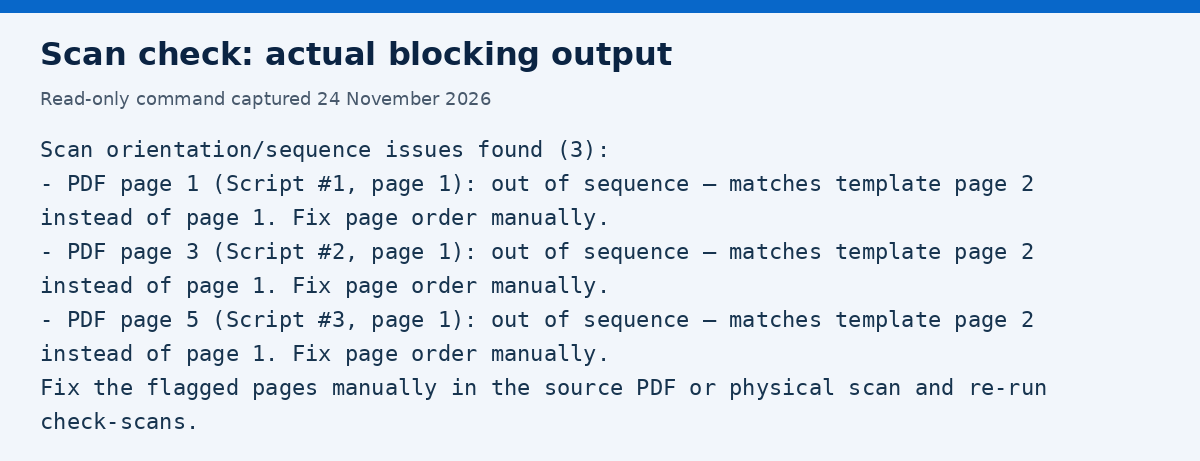 Scan check: actual blocking output
Read-only command captured 24 November 2026
Scan orientation/sequence issues found (3):
- PDF page 1 (Script #1, page 1): out of sequence — matches template page 2
instead of page 1. Fix page order manually.
- PDF page 3 (Script #2, page 1): out of sequence — matches template page 2
instead of page 1. Fix page order manually.
- PDF page 5 (Script #3, page 1): out of sequence — matches template page 2
instead of page 1. Fix page order manually.
Fix the flagged pages manually in the source PDF or physical scan and re-run
check-scans.